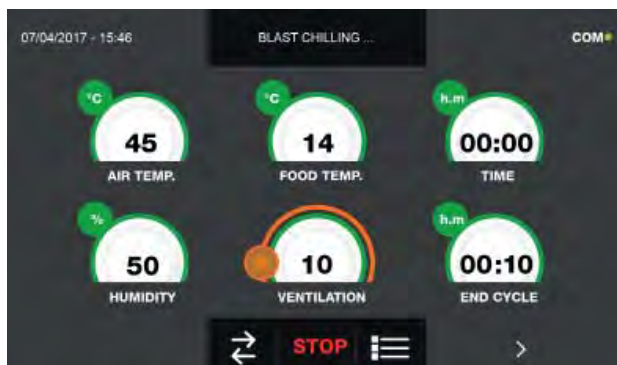 07/04/2017 - 15:46
BLAST CHILLING ...
COM
°C
45
AIR TEMP.
°C
14
FOOD TEMP.
h.m
00:00
TIME
%
50
HUMIDITY
10
VENTILATION
h.m
00:10
END CYCLE
STOP